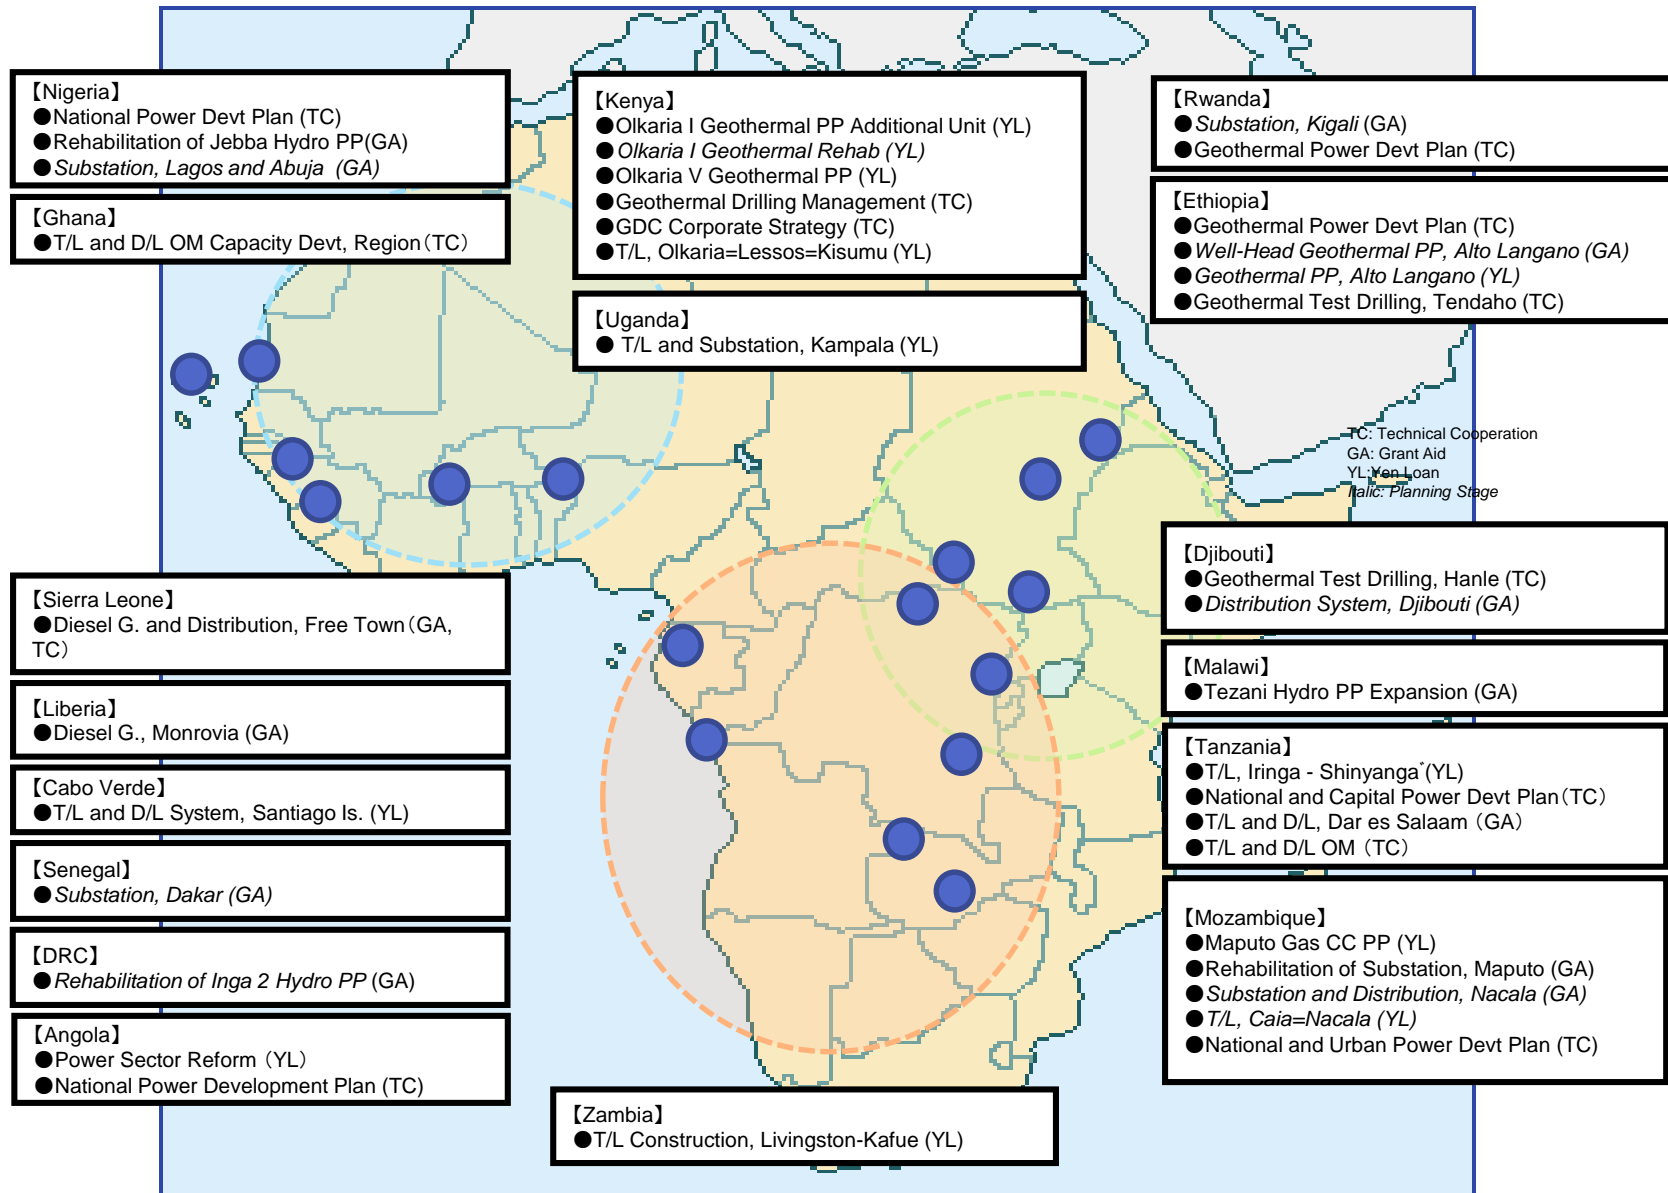 【Nigeria】
●National Power Devt Plan (TC)
●Rehabilitation of Jebba Hydro PP(GA)
●Substation, Lagos and Abuja (GA)
【Ghana】
●T/L and D/L OM Capacity Devt, Region（TC）
【Kenya】
●Olkaria I Geothermal PP Additional Unit (YL)
●Olkaria I Geothermal Rehab (YL)
●Olkaria V Geothermal PP (YL)
●Geothermal Drilling Management (TC)
●GDC Corporate Strategy (TC)
●T/L, Olkaria=Lessos=Kisumu (YL)
【Uganda】
● T/L and Substation, Kampala (YL)
【Rwanda】
●Substation, Kigali (GA)
●Geothermal Power Devt Plan (TC)
【Ethiopia】
●Geothermal Power Devt Plan (TC)
●Well-Head Geothermal PP, Alto Langano (GA)
●Geothermal PP, Alto Langano (YL)
●Geothermal Test Drilling, Tendaho (TC)
TC: Technical Cooperation
GA: Grant Aid
YL:Yen Loan
Italic: Planning Stage
【Sierra Leone】
●Diesel G. and Distribution, Free Town（GA,
TC）
【Liberia】
●Diesel G., Monrovia (GA)
【Cabo Verde】
●T/L and D/L System, Santiago Is. (YL)
【Senegal】
●Substation, Dakar (GA)
【DRC】
●Rehabilitation of Inga 2 Hydro PP (GA)
【Angola】
●Power Sector Reform （YL）
●National Power Development Plan (TC)
【Zambia】
●T/L Construction, Livingston-Kafue (YL)
【Djibouti】
●Geothermal Test Drilling, Hanle (TC)
●Distribution System, Djibouti (GA)
【Malawi】
●Tezani Hydro PP Expansion (GA)
【Tanzania】
●T/L, Iringa - Shinyanga*(YL)
●National and Capital Power Devt Plan（TC）
●T/L and D/L, Dar es Salaam （GA）
●T/L and D/L OM （TC）
【Mozambique】
●Maputo Gas CC PP (YL)
●Rehabilitation of Substation, Maputo (GA)
●Substation and Distribution, Nacala (GA)
●T/L, Caia=Nacala (YL)
●National and Urban Power Devt Plan (TC)